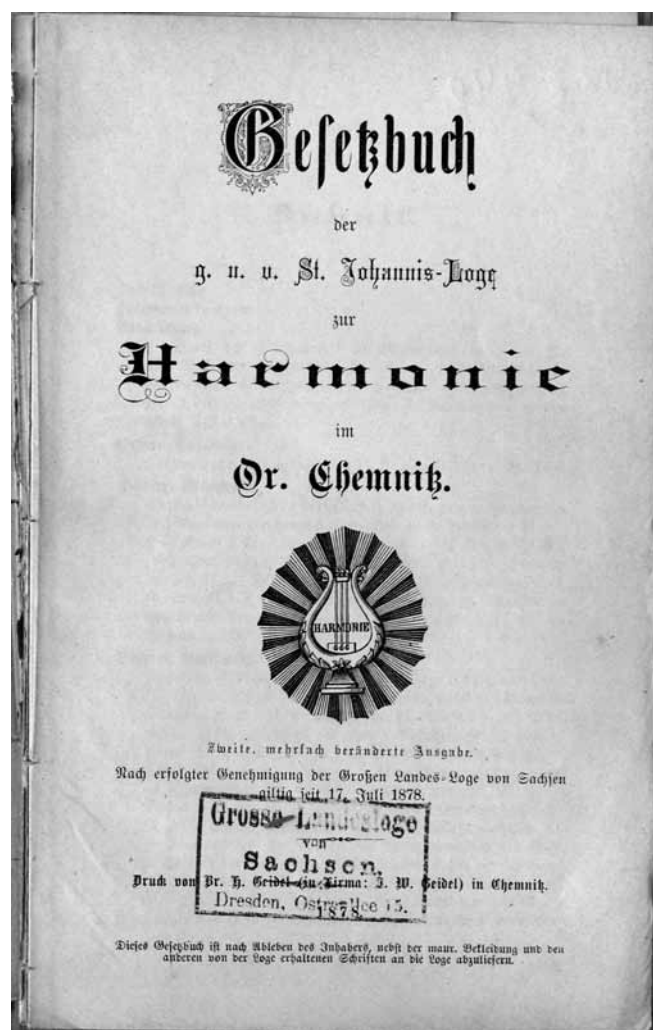 Gesetzbuch
der
g. u. v. St. Johannis-Loge
zur
Harmonie
im
Or. Chemnitz.
HARMONIE
Zweite, mehrfach veränderte Ausgabe.
Nach erfolgter Genehmigung der Großen Landes-Loge von Sachsen
giltig seit 17. Juli 1878.
Grosse Landesloge
von
Sachsen.
Druck von Br. H. Geidel (in Firma: J. W. Geidel) in Chemnitz.
Dresden, Ostra-Allee 15.
1878.
Dieses Gesetzbuch ist nach Ableben des Inhabers, nebst der maur. Bekleidung und den
anderen von der Loge erhaltenen Schriften an die Loge abzuliefern.